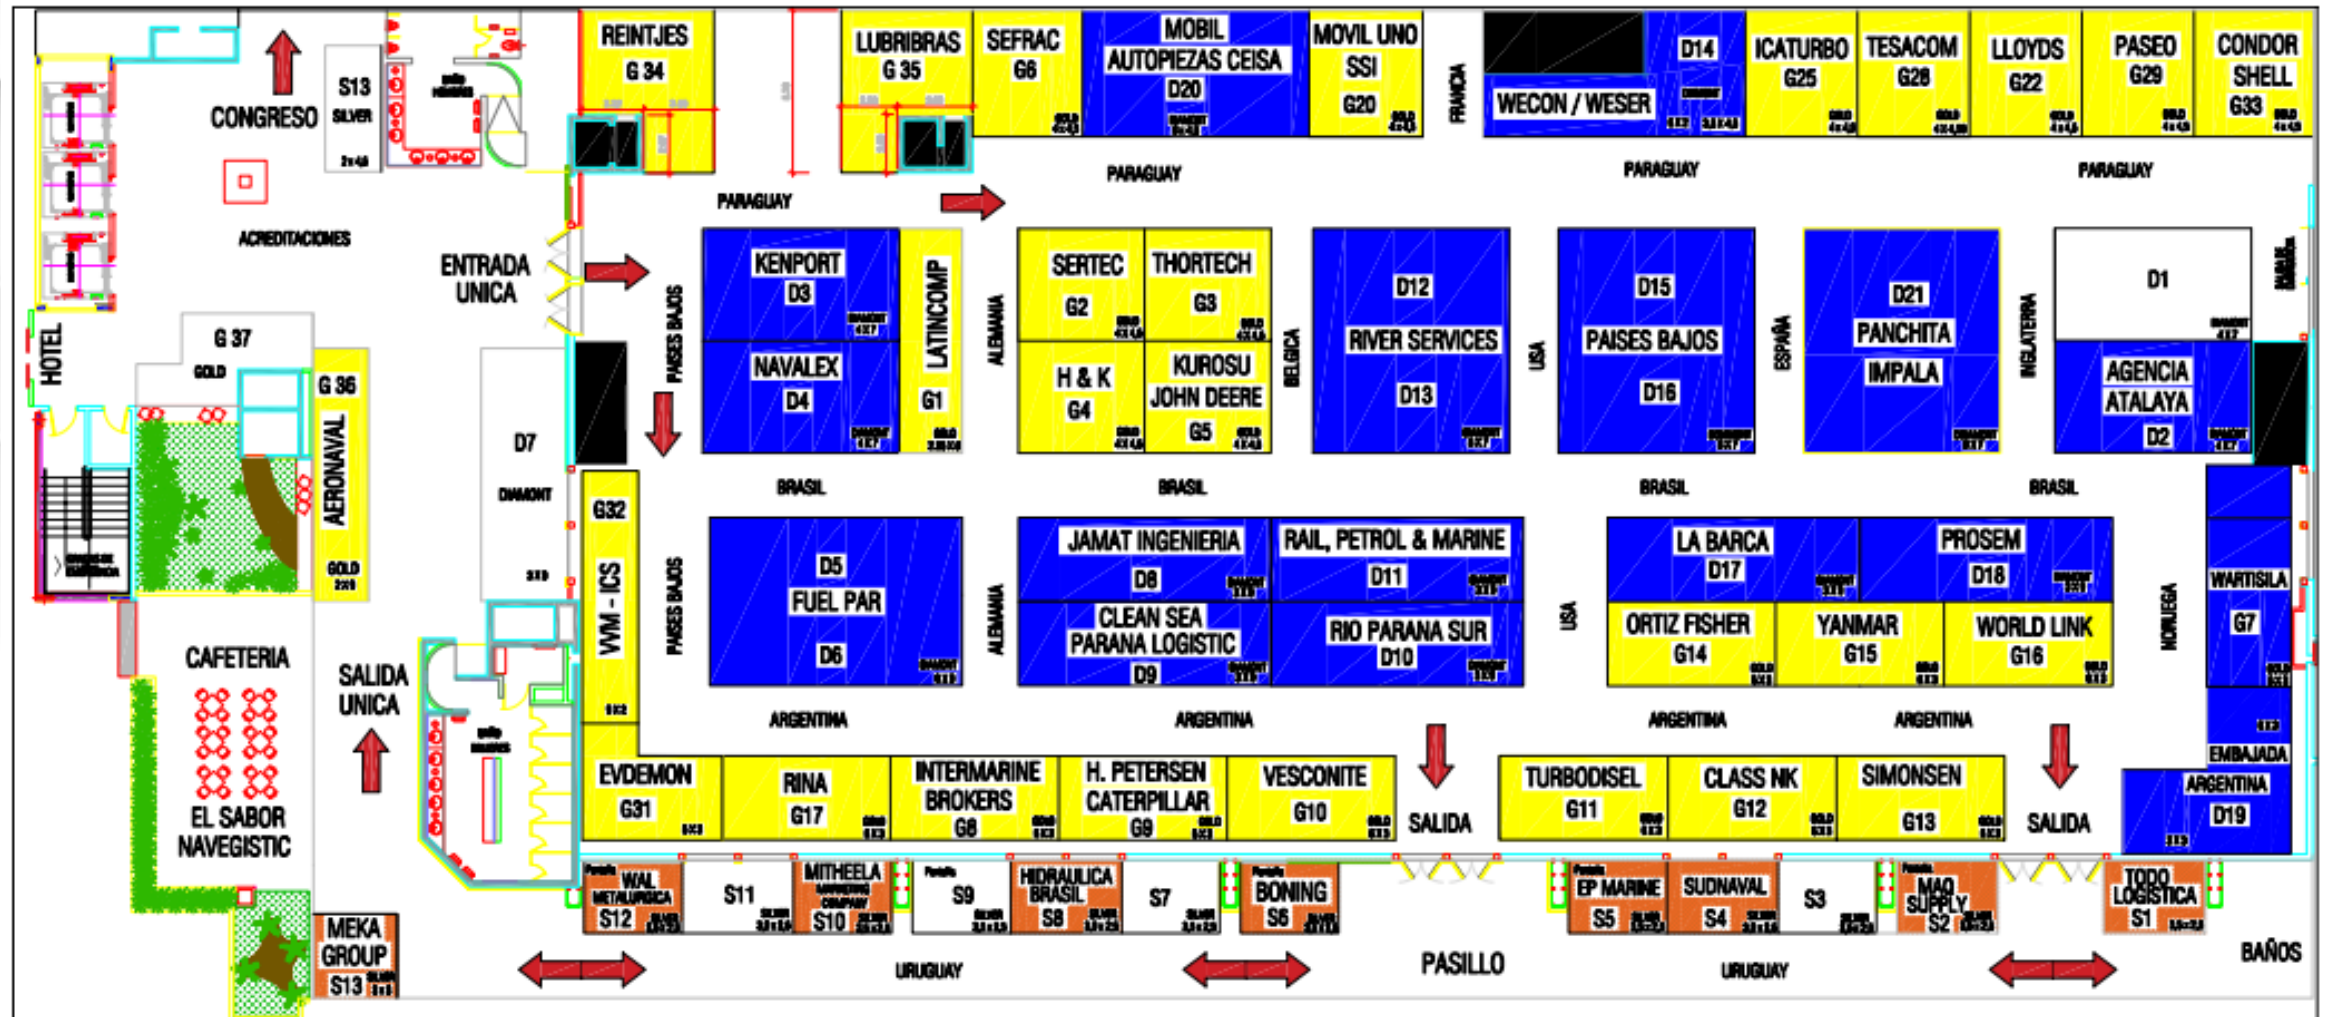 REINTJES
G 34
LUBRIBRAS
G 35
SEFRAC
G6
GOLD
MOBIL
AUTOPIEZAS CEISA
D20
MOVIL UNO
SSI
G20
GOLD
FRANCIA
D14
WECON / WESER
ICATURBO
G25
GOLD
TESACOM
G28
GOLD
LLOYDS
G22
GOLD
PASEO
G29
GOLD
CONDOR
SHELL
G33
GOLD
S13
SILVER
CONGRESO
ACREDITACIONES
PARAGUAY
PARAGUAY
PARAGUAY
PARAGUAY
ENTRADA
UNICA
HOTEL
G 37
GOLD
G 36
AERONAVAL
GOLD
D7
DIAMONT
PAISES BAJOS
KENPORT
D3
NAVALEX
D4
LATINCOMP
G1
ALEMANIA
SERTEC
G2
THORTECH
G3
H & K
G4
KUROSU
JOHN DEERE
G5
BELGICA
D12
RIVER SERVICES
D13
USA
D15
PAISES BAJOS
D16
ESPAÑA
D21
PANCHITA
IMPALA
INGLATERRA
D1
AGENCIA
ATALAYA
D2
BRASIL
BRASIL
BRASIL
BRASIL
G32
VVM - ICS
PAISES BAJOS
D5
FUEL PAR
D6
ALEMANIA
JAMAT INGENIERIA
D8
RAIL, PETROL & MARINE
D11
CLEAN SEA
PARANA LOGISTIC
D9
RIO PARANA SUR
D10
USA
LA BARCA
D17
PROSEM
D18
ORTIZ FISHER
G14
YANMAR
G15
WORLD LINK
G16
NORUEGA
WARTISILA
G7
CAFETERIA
SALIDA
UNICA
EL SABOR
NAVEGISTIC
ARGENTINA
ARGENTINA
ARGENTINA
ARGENTINA
EVDEMON
G31
RINA
G17
INTERMARINE
BROKERS
G8
H. PETERSEN
CATERPILLAR
G9
VESCONITE
G10
SALIDA
TURBODISEL
G11
CLASS NK
G12
SIMONSEN
G13
SALIDA
EMBAJADA
ARGENTINA
D19
WAL
METALURGICA
S12
S11
MITHEELA
MARKETING
COMPANY
S10
S9
HIDRAULICA
BRASIL
S8
S7
BONING
S6
EP MARINE
S5
SUDNAVAL
S4
S3
MAQ
SUPPLY
S2
TODO
LOGISTICA
S1
MEKA
GROUP
S13
URUGUAY
PASILLO
URUGUAY
BAÑOS